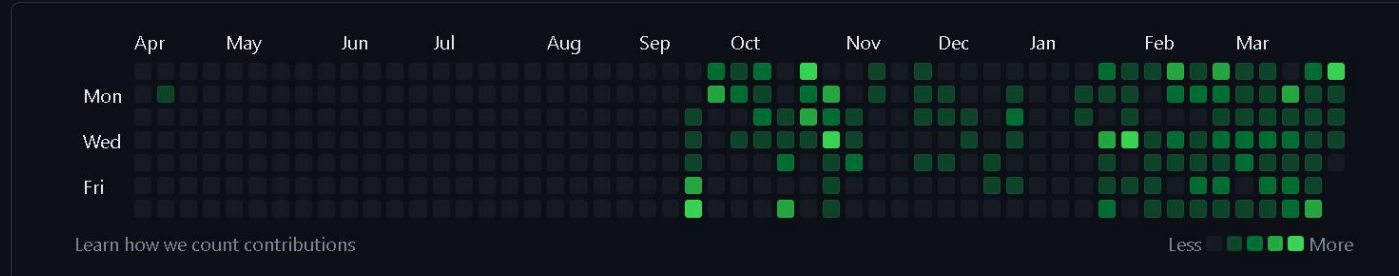 Apr May Jun Jul Aug Sep Oct Nov Dec Jan Feb Mar
Mon
Wed
Fri
Learn how we count contributions
Less More